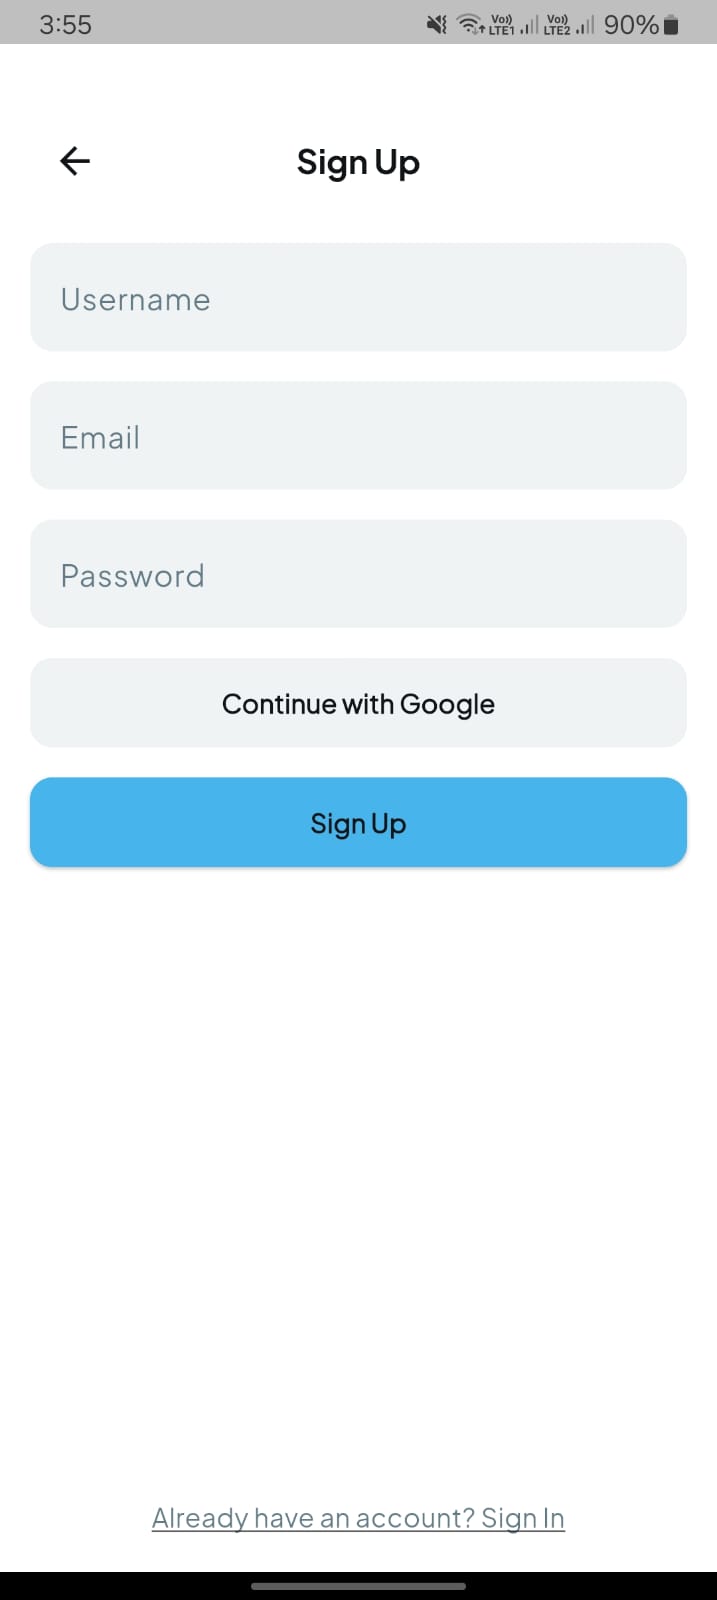 3:55 Vo)) LTE1 Vo)) LTE2 90%
Sign Up
Username
Email
Password
Continue with Google
Sign Up
Already have an account? Sign In